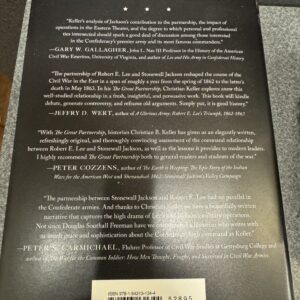 "Keller's analysis of Jackson's contribution to the partnership, the impact of
operations in the Eastern Theater, and the degree to which personal and professional
ties intersected should spark a good deal of discussion among those interested
in the Confederacy's premier army and its most famous commanders."
—GARY W. GALLAGHER, John L. Nau III Professor in the History of the American
Civil War Emeritus, University of Virginia, and author of Lee and His Army in Confederate History
"The partnership of Robert E. Lee and Stonewall Jackson reshaped the course of the
Civil War in the East in a span of roughly a year from the spring of 1862 to the latter's
death in May 1863. In his The Great Partnership, Christian Keller explores
this well-studied relationship in a fresh, insightful, and persuasive work. This book will kindle
debate, generate controversy, and refute old arguments. Simply put, it is good history."
—JEFFRY D. WERT, author of A Glorious Army: Robert E. Lee's Triumph, 1862-1863
"With The Great Partnership, historian Christian B. Keller has given us an elegantly written,
refreshingly original, and thoroughly convincing assessment of the command relationship
between Robert E. Lee and Stonewall Jackson, as well as the lessons it provides to modern leaders.
I highly recommend The Great Partnership both to general readers and students of the war."
—PETER COZZENS, author of The Earth is Weeping: The Epic Story of the Indian
Wars for the American West and Shenandoah 1862: Stonewall Jackson's Valley Campaign
"The partnership between Stonewall Jackson and Robert E. Lee had no parallel in
the Confederate armies. And thanks to Christian Keller we have a beautifully written
narrative that captures the high drama of Lee and Jackson's military operations.
Not since Douglas Southall Freeman have we a historian who writes with
so much grace and sophistication about the Confederacy's command as Keller."
—PETER S. CARMICHAEL, Fluhrer Professor of Civil War Studies at Gettysburg College and
author of The War for the Common Soldier: How Men Thought, Fought, and Survived in Civil War Armies
ISBN 978-1-64313-134-4
52895